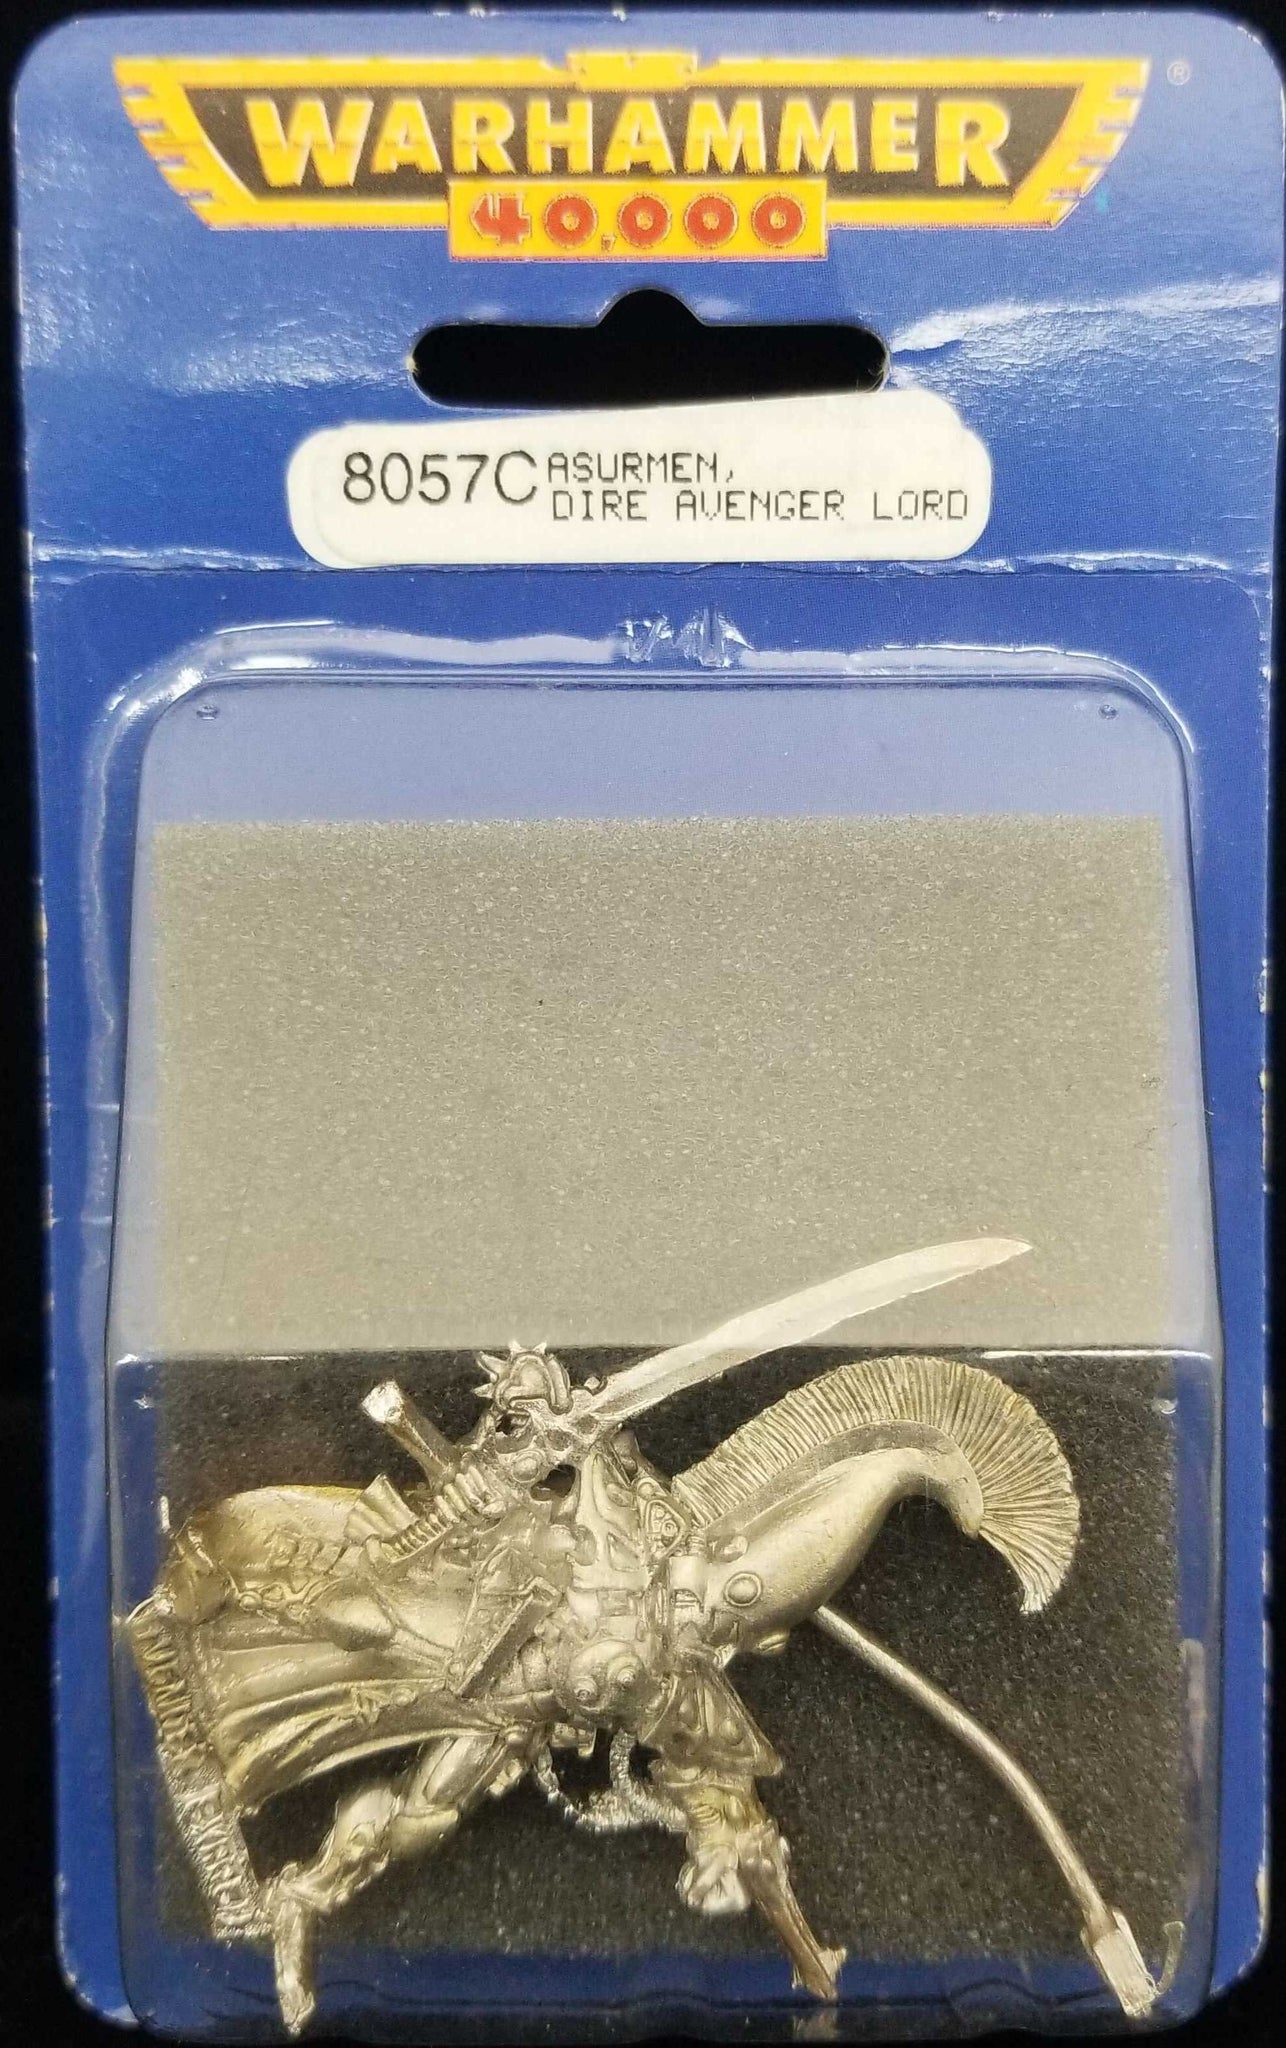 WARHAMMER
®
40,000
8057C ASURMEN,
DIRE AVENGER LORD